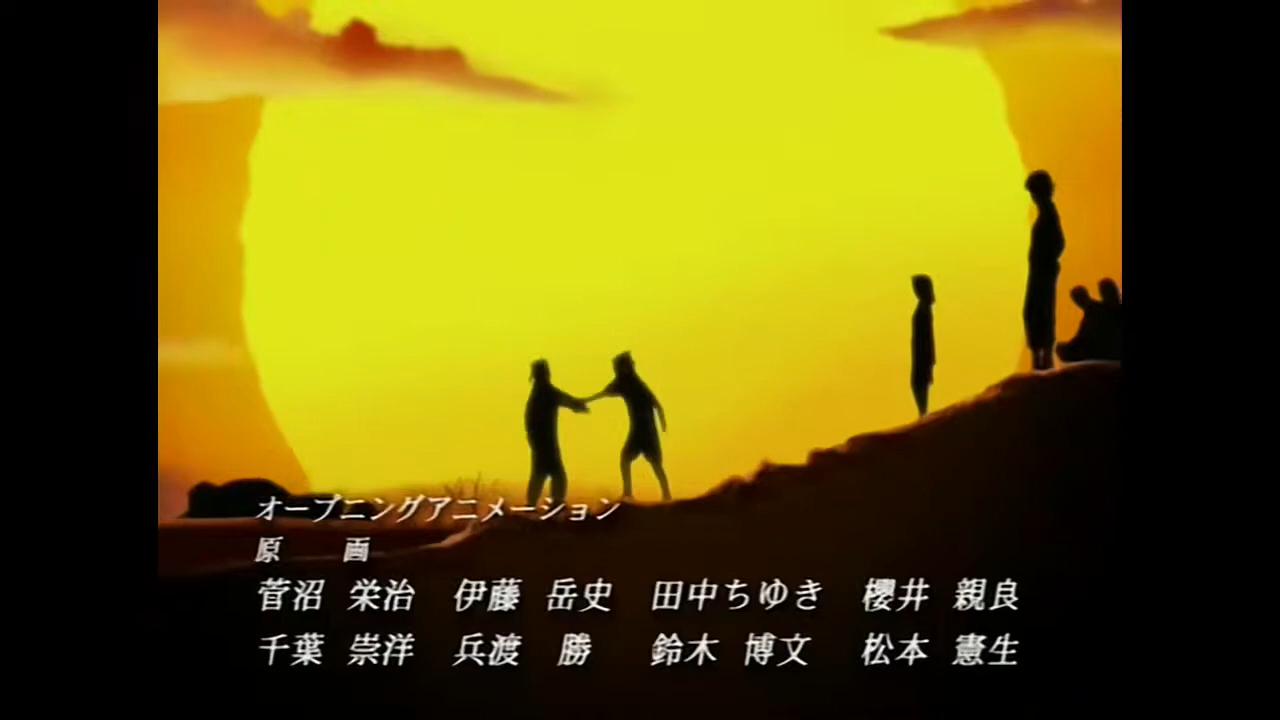 オープニングアニメーション
原　画
菅沼 栄治　伊藤 岳史　田中ちゆき　櫻井 親良
千葉 崇洋　兵渡 勝　鈴木 博文　松本 憲生